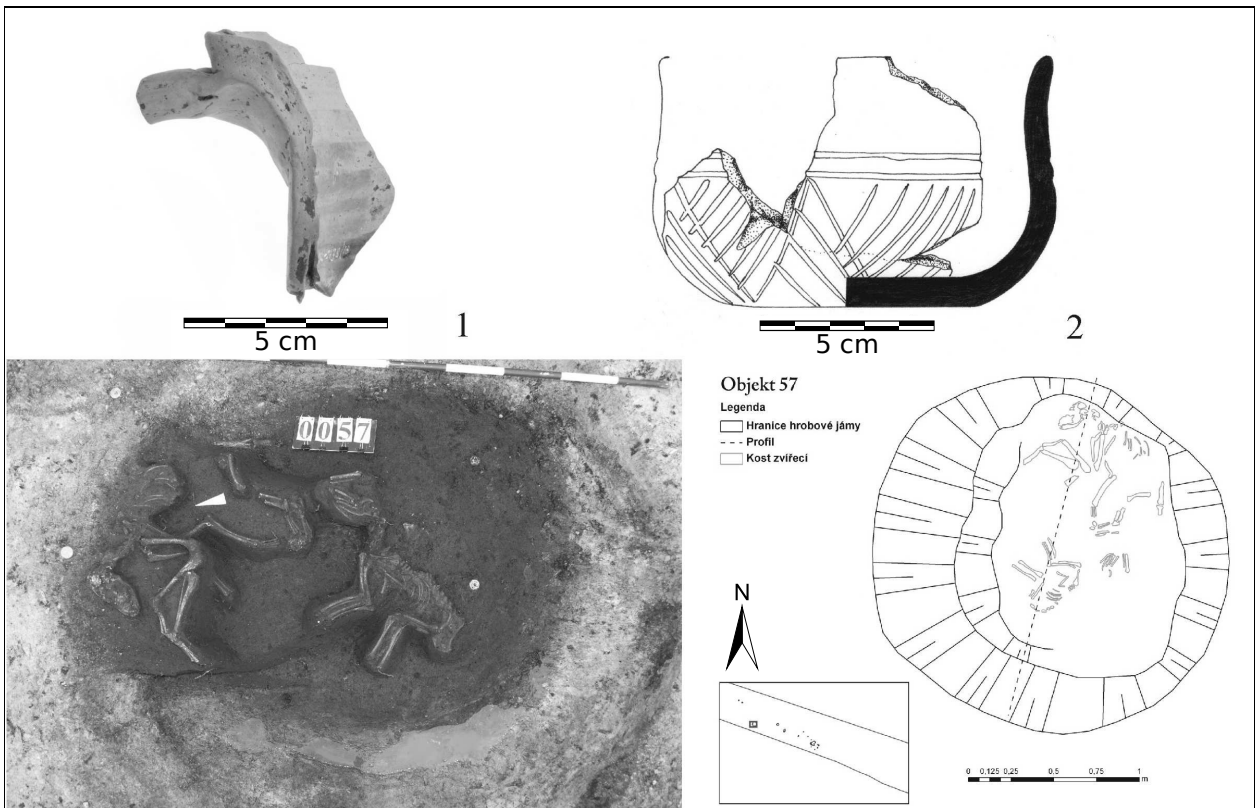 5 cm
1
5 cm
2
0057
Objekt 57
Legenda
Hranice hrobové jámy
Profil
Kost zvířecí
N
0 0,125 0,25 0,5 0,75 1
m